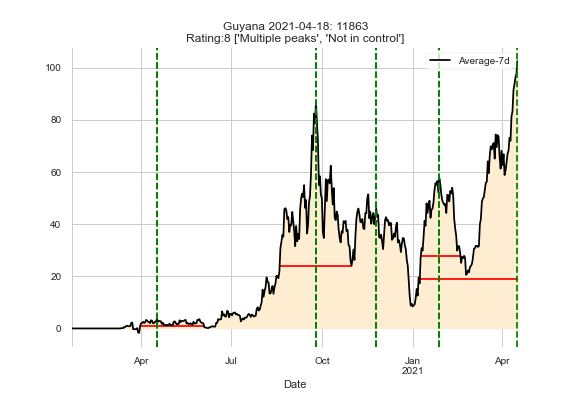 Guyana 2021-04-18: 11863
Rating:8 ['Multiple peaks', 'Not in control']
Average-7d
100
80
60
40
20
0
Apr
Jul
Oct
Jan
2021
Apr
Date